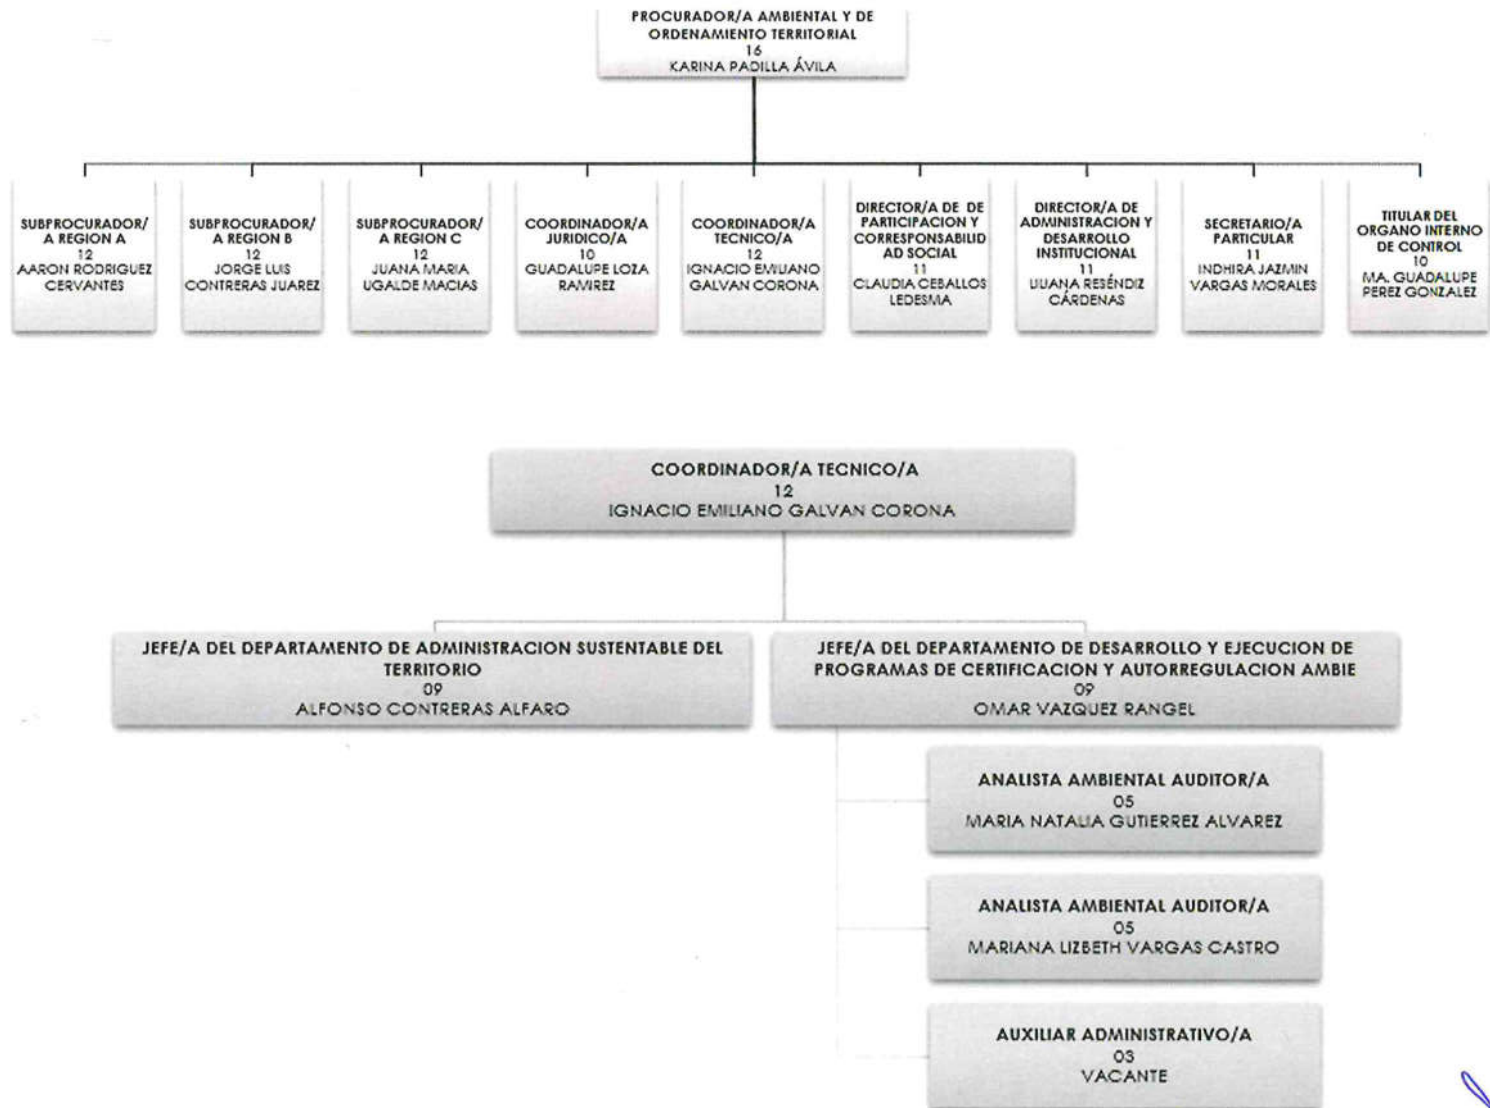 PROCURADOR/A AMBIENTAL Y DE
ORDENAMIENTO TERRITORIAL
16
KARINA PADILLA ÁVILA
SUBPROCURADOR/
A REGION A
12
AARON RODRIGUEZ
CERVANTES
SUBPROCURADOR/
A REGION B
12
JORGE LUIS
CONTRERAS JUAREZ
SUBPROCURADOR/
A REGION C
12
JUANA MARIA
UGALDE MACIAS
COORDINADOR/A
JURIDICO/A
10
GUADALUPE LOZA
RAMIREZ
COORDINADOR/A
TECNICO/A
12
IGNACIO EMILIANO
GALVAN CORONA
DIRECTOR/A DE DE
PARTICIPACION Y
CORRESPONSABILID
AD SOCIAL
11
CLAUDIA CEBALLOS
LEDESMA
DIRECTOR/A DE
ADMINISTRACION Y
DESARROLLO
INSTITUCIONAL
11
LILIANA RESÉNDIZ
CÁRDENAS
SECRETARIO/A
PARTICULAR
11
INDHIRA JAZMIN
VARGAS MORALES
TITULAR DEL
ORGANO INTERNO
DE CONTROL
10
MA. GUADALUPE
PEREZ GONZALEZ
COORDINADOR/A TECNICO/A
12
IGNACIO EMILIANO GALVAN CORONA
JEFE/A DEL DEPARTAMENTO DE ADMINISTRACION SUSTENTABLE DEL
TERRITORIO
09
ALFONSO CONTRERAS ALFARO
JEFE/A DEL DEPARTAMENTO DE DESARROLLO Y EJECUCION DE
PROGRAMAS DE CERTIFICACION Y AUTORREGULACION AMBIE
09
OMAR VAZQUEZ RANGEL
ANALISTA AMBIENTAL AUDITOR/A
05
MARIA NATALIA GUTIERREZ ALVAREZ
ANALISTA AMBIENTAL AUDITOR/A
05
MARIANA LIZBETH VARGAS CASTRO
AUXILIAR ADMINISTRATIVO/A
03
VACANTE